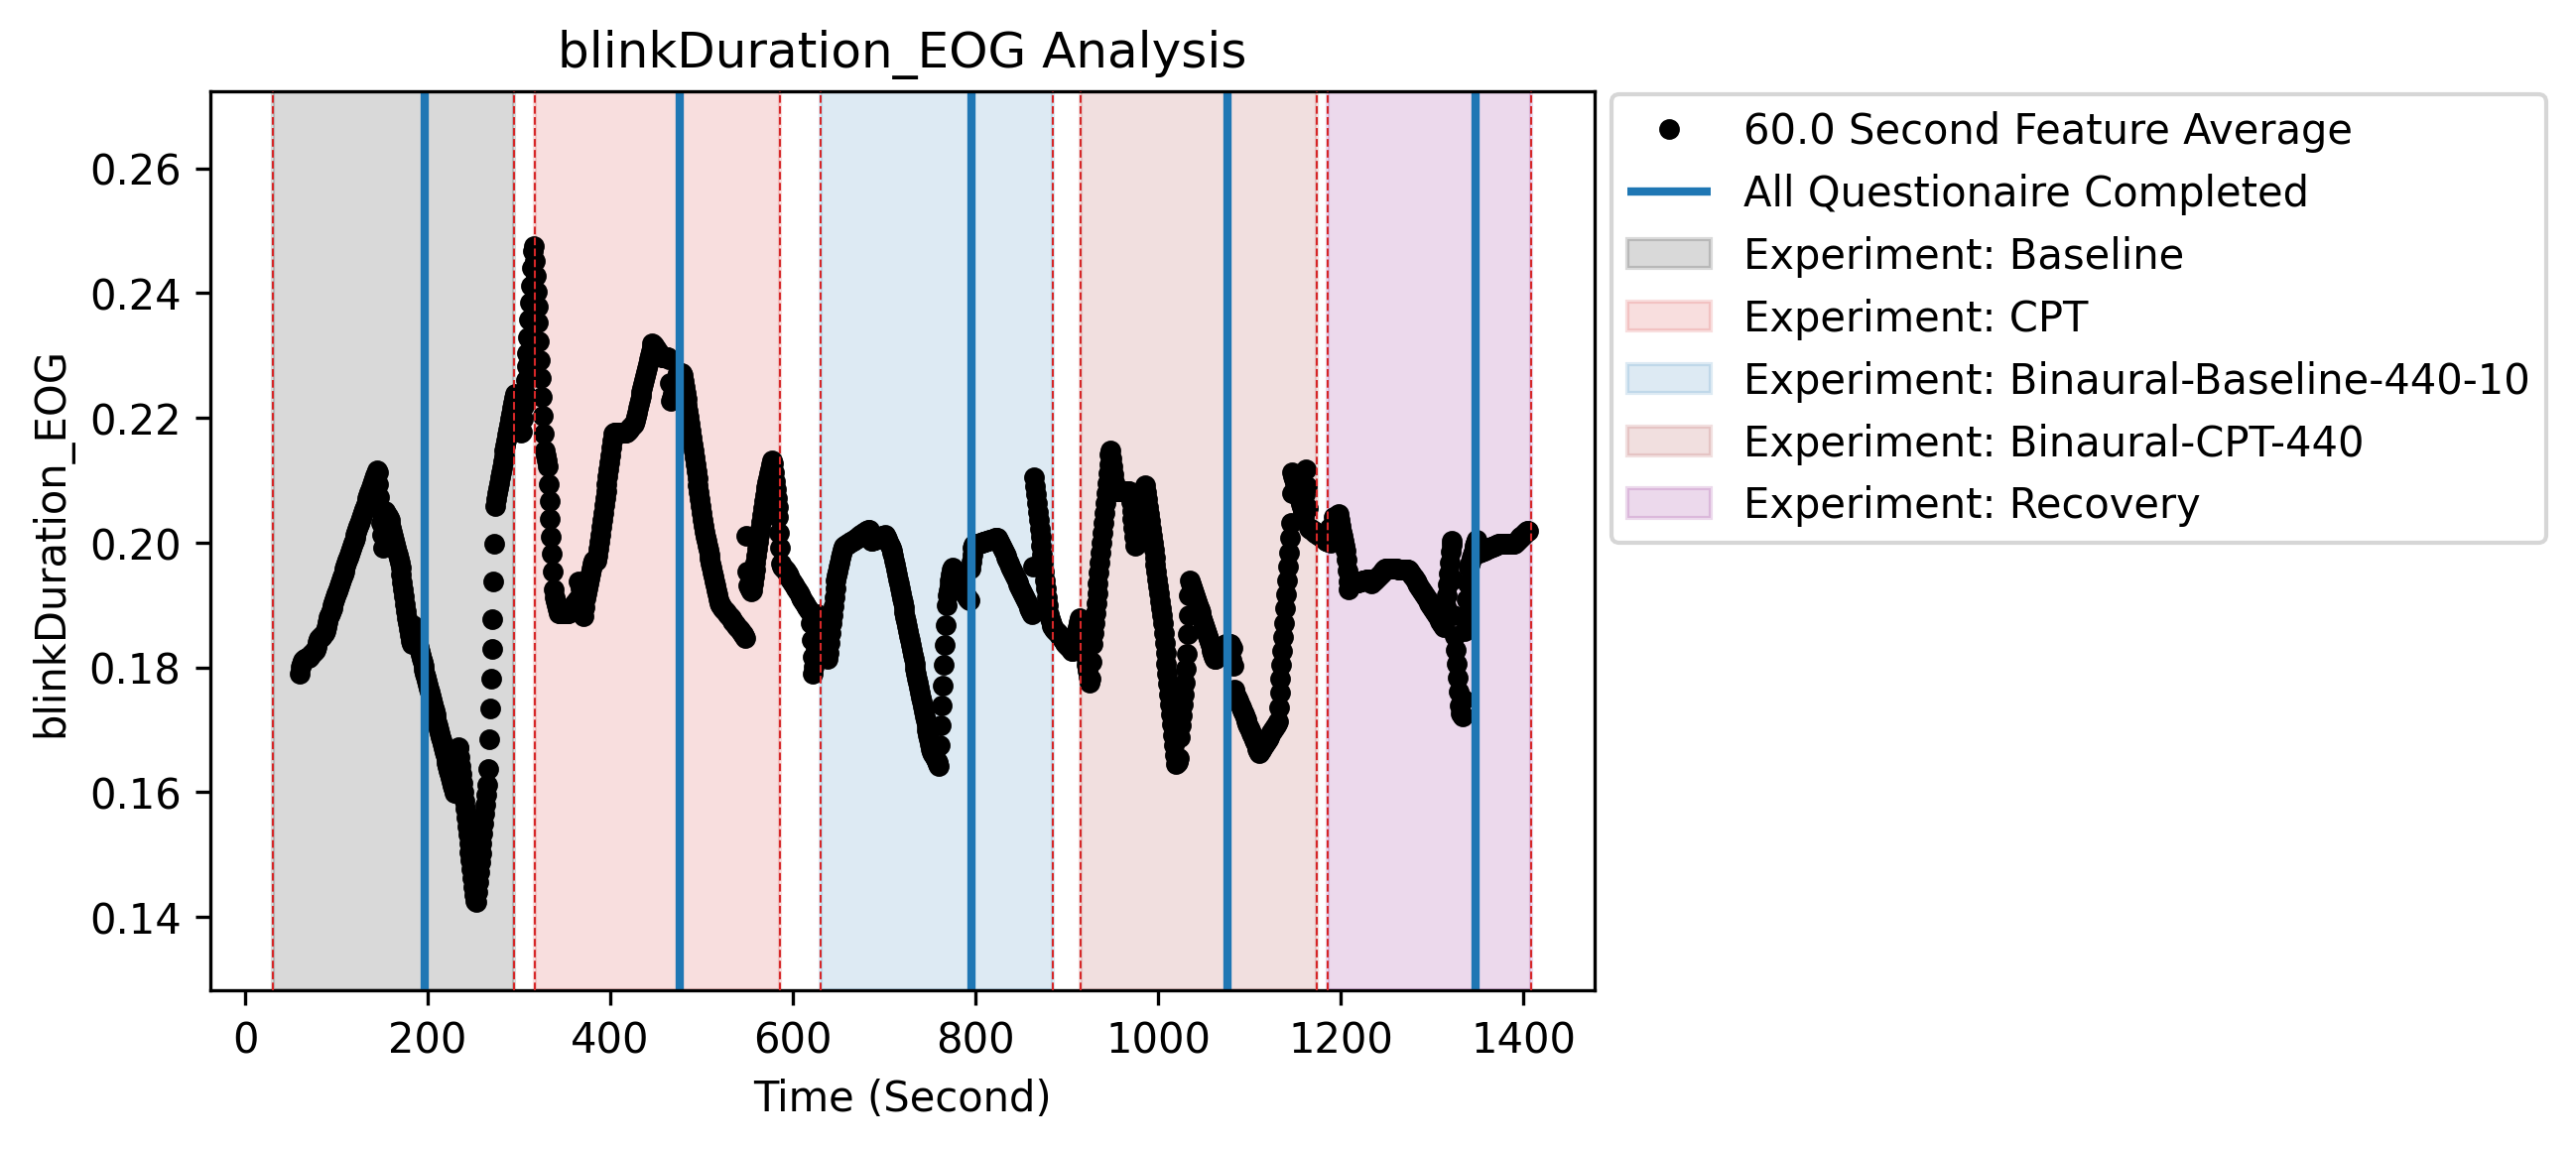 blinkDuration_EOG Analysis
blinkDuration_EOG
0.26
0.24
0.22
0.20
0.18
0.16
0.14
0 200 400 600 800 1000 1200 1400
Time (Second)
60.0 Second Feature Average
All Questionaire Completed
Experiment: Baseline
Experiment: CPT
Experiment: Binaural-Baseline-440-10
Experiment: Binaural-CPT-440
Experiment: Recovery